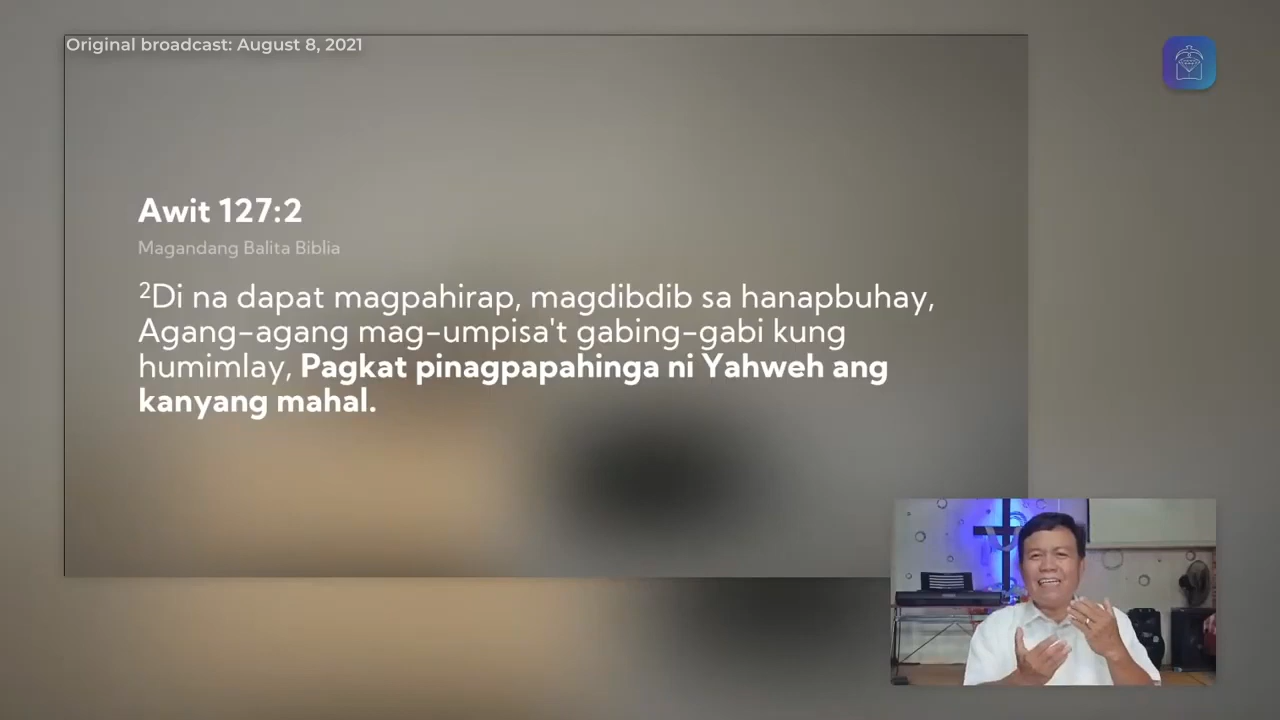 Original broadcast: August 8, 2021
Awit 127:2
Magandang Balita Biblia
²Di na dapat magpahirap, magdibdib sa hanapbuhay,
Agang-agang mag-umpisa't gabing-gabi kung
humimlay, Pagkat pinagpapahinga ni Yahweh ang
kanyang mahal.